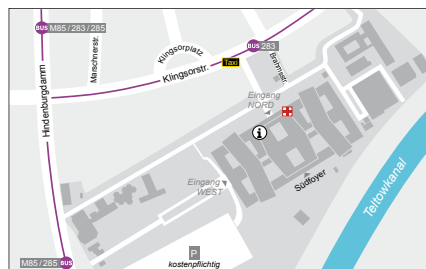 BUS M85/283/285
Marschnerstr.
Klingsorplatz
BUS 283
Taxi
Klingsorstr.
Brahmsstr.
Hindenburgdamm
Eingang
NORD
i
Eingang
WEST
Südfoyer
Teltowkanal
M85/285 BUS
P
kostenpflichtig